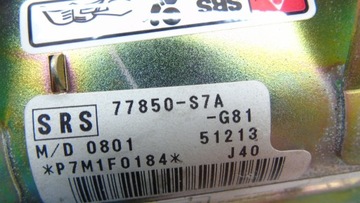 SRS
SRS
77850-S7A
-G81
M/D 0801
51213
*P7M1F0184*
J40